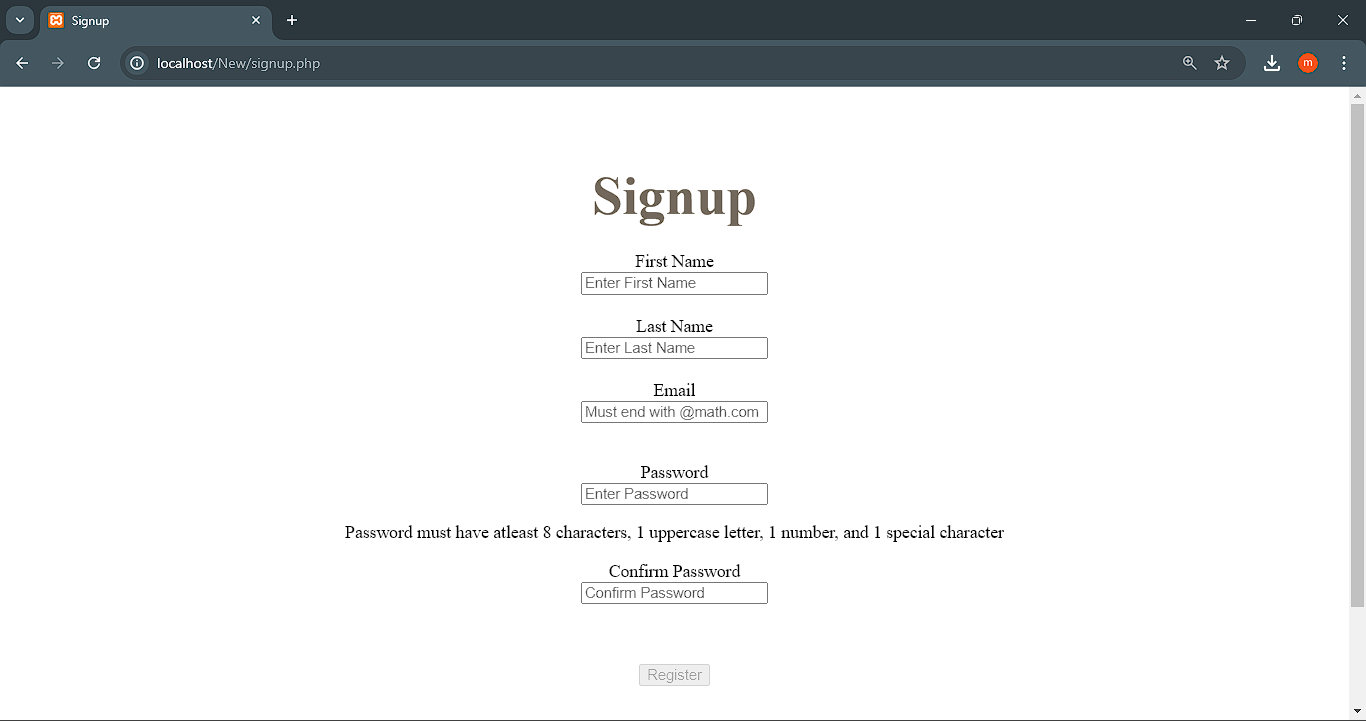 Signup
localhost/New/signup.php
m
Signup
First Name
Enter First Name
Last Name
Enter Last Name
Email
Must end with @math.com
Password
Enter Password
Password must have atleast 8 characters, 1 uppercase letter, 1 number, and 1 special character
Confirm Password
Confirm Password
Register